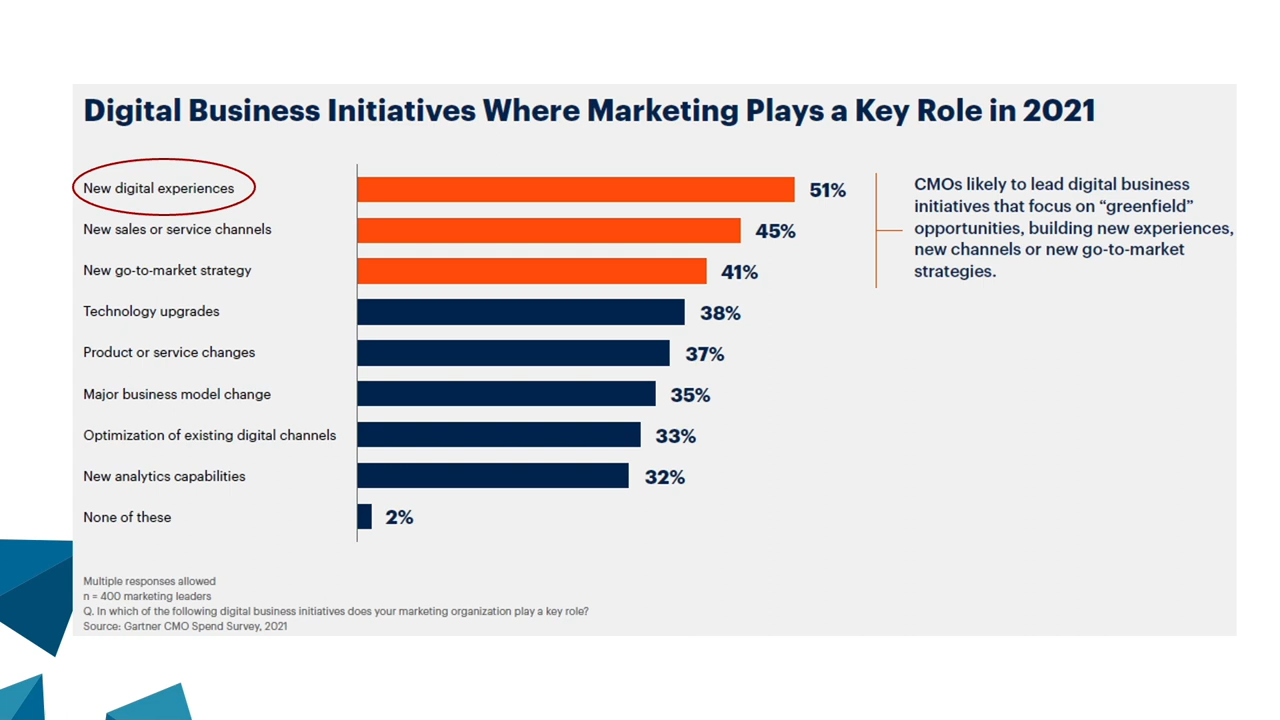 Digital Business Initiatives Where Marketing Plays a Key Role in 2021
New digital experiences 51%
New sales or service channels 45%
New go-to-market strategy 41%
Technology upgrades 38%
Product or service changes 37%
Major business model change 35%
Optimization of existing digital channels 33%
New analytics capabilities 32%
None of these 2%
CMOs likely to lead digital business
initiatives that focus on “greenfield”
opportunities, building new experiences,
new channels or new go-to-market
strategies.
Multiple responses allowed
n = 400 marketing leaders
Q. In which of the following digital business initiatives does your marketing organization play a key role?
Source: Gartner CMO Spend Survey, 2021